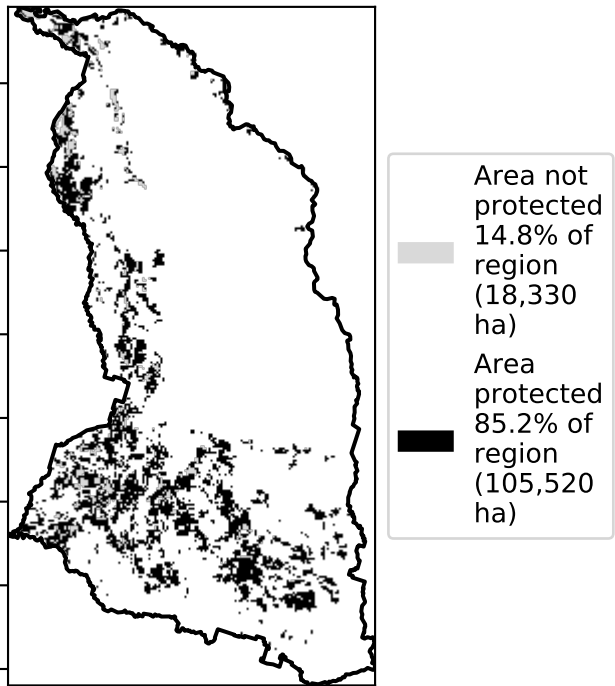 Area not
protected
14.8% of
region
(18,330
ha)
Area
protected
85.2% of
region
(105,520
ha)